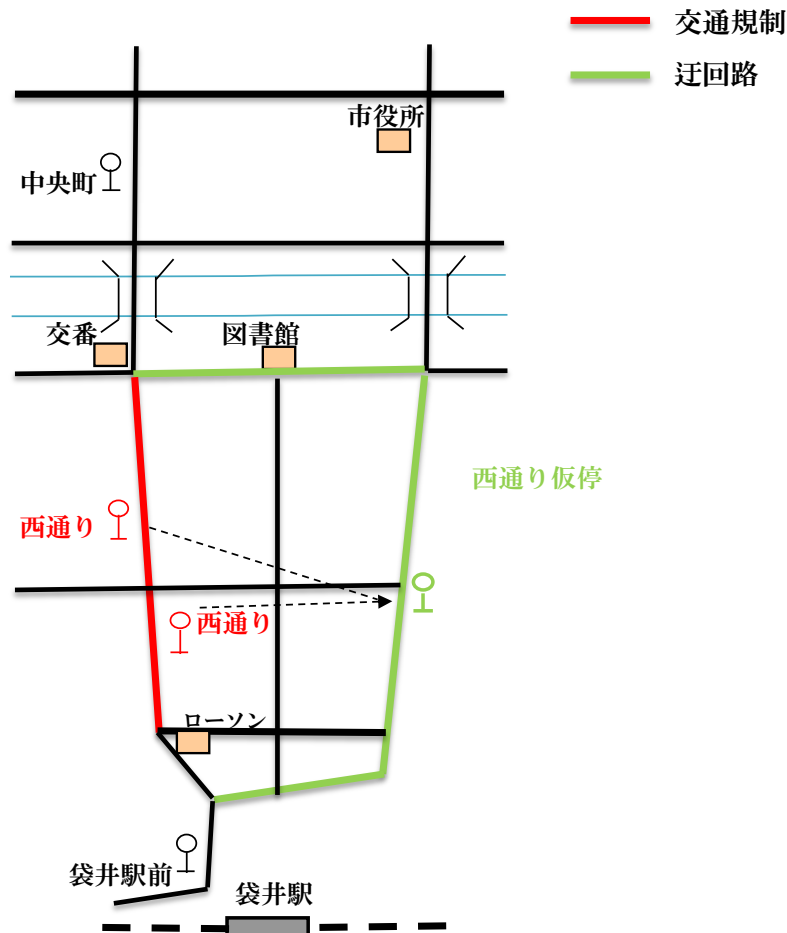 交通規制
迂回路
市役所
中央町
交番
図書館
西通り仮停
西通り
西通り
ローソン
袋井駅前
袋井駅